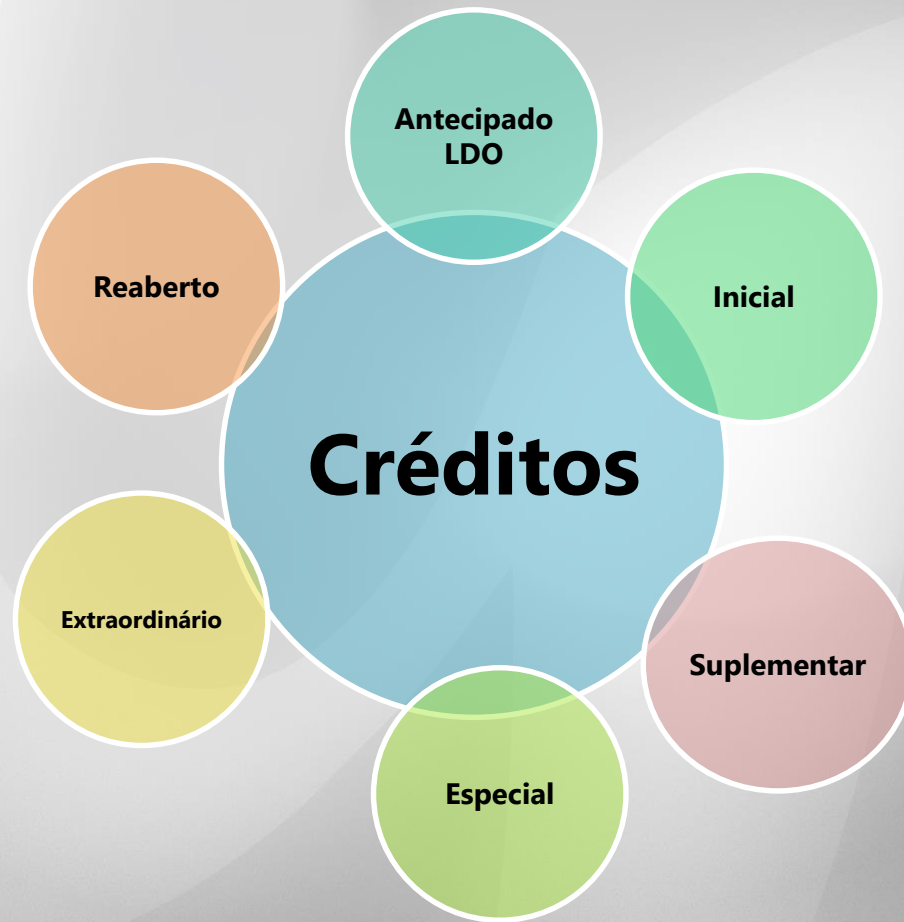 Antecipado
LDO
Reaberto
Inicial
Créditos
Extraordinário
Suplementar
Especial